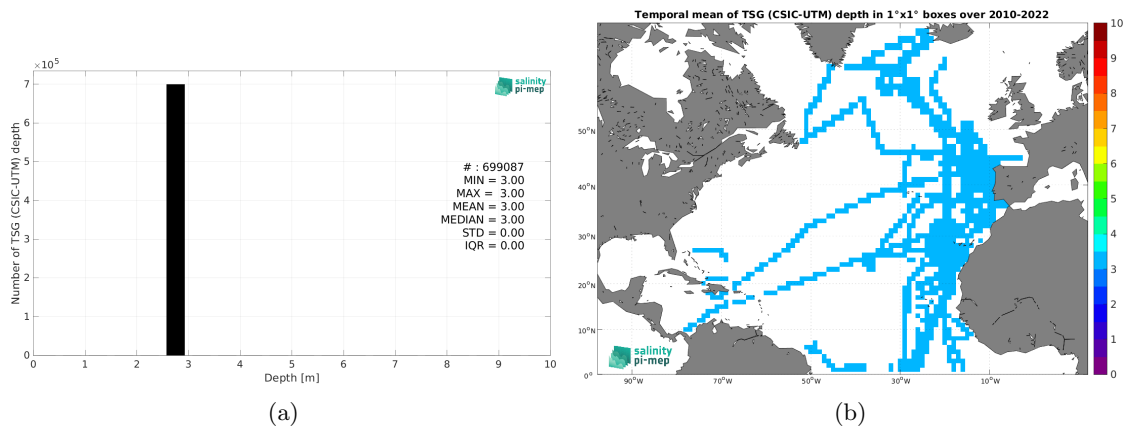 ×10⁵
7
6
5
4
3
2
1
0
Number of TSG (CSIC-UTM) depth
salinity
pi-mep
# : 699087
MIN = 3.00
MAX = 3.00
MEAN = 3.00
MEDIAN = 3.00
STD = 0.00
IQR = 0.00
0 1 2 3 4 5 6 7 8 9 10
Depth [m]
(a)
Temporal mean of TSG (CSIC-UTM) depth in 1°x1° boxes over 2010-2022
50°N
40°N
30°N
20°N
10°N
0°
90°W 70°W 50°W 30°W 10°W
salinity
pi-mep
10
9
8
7
6
5
4
3
2
1
0
(b)